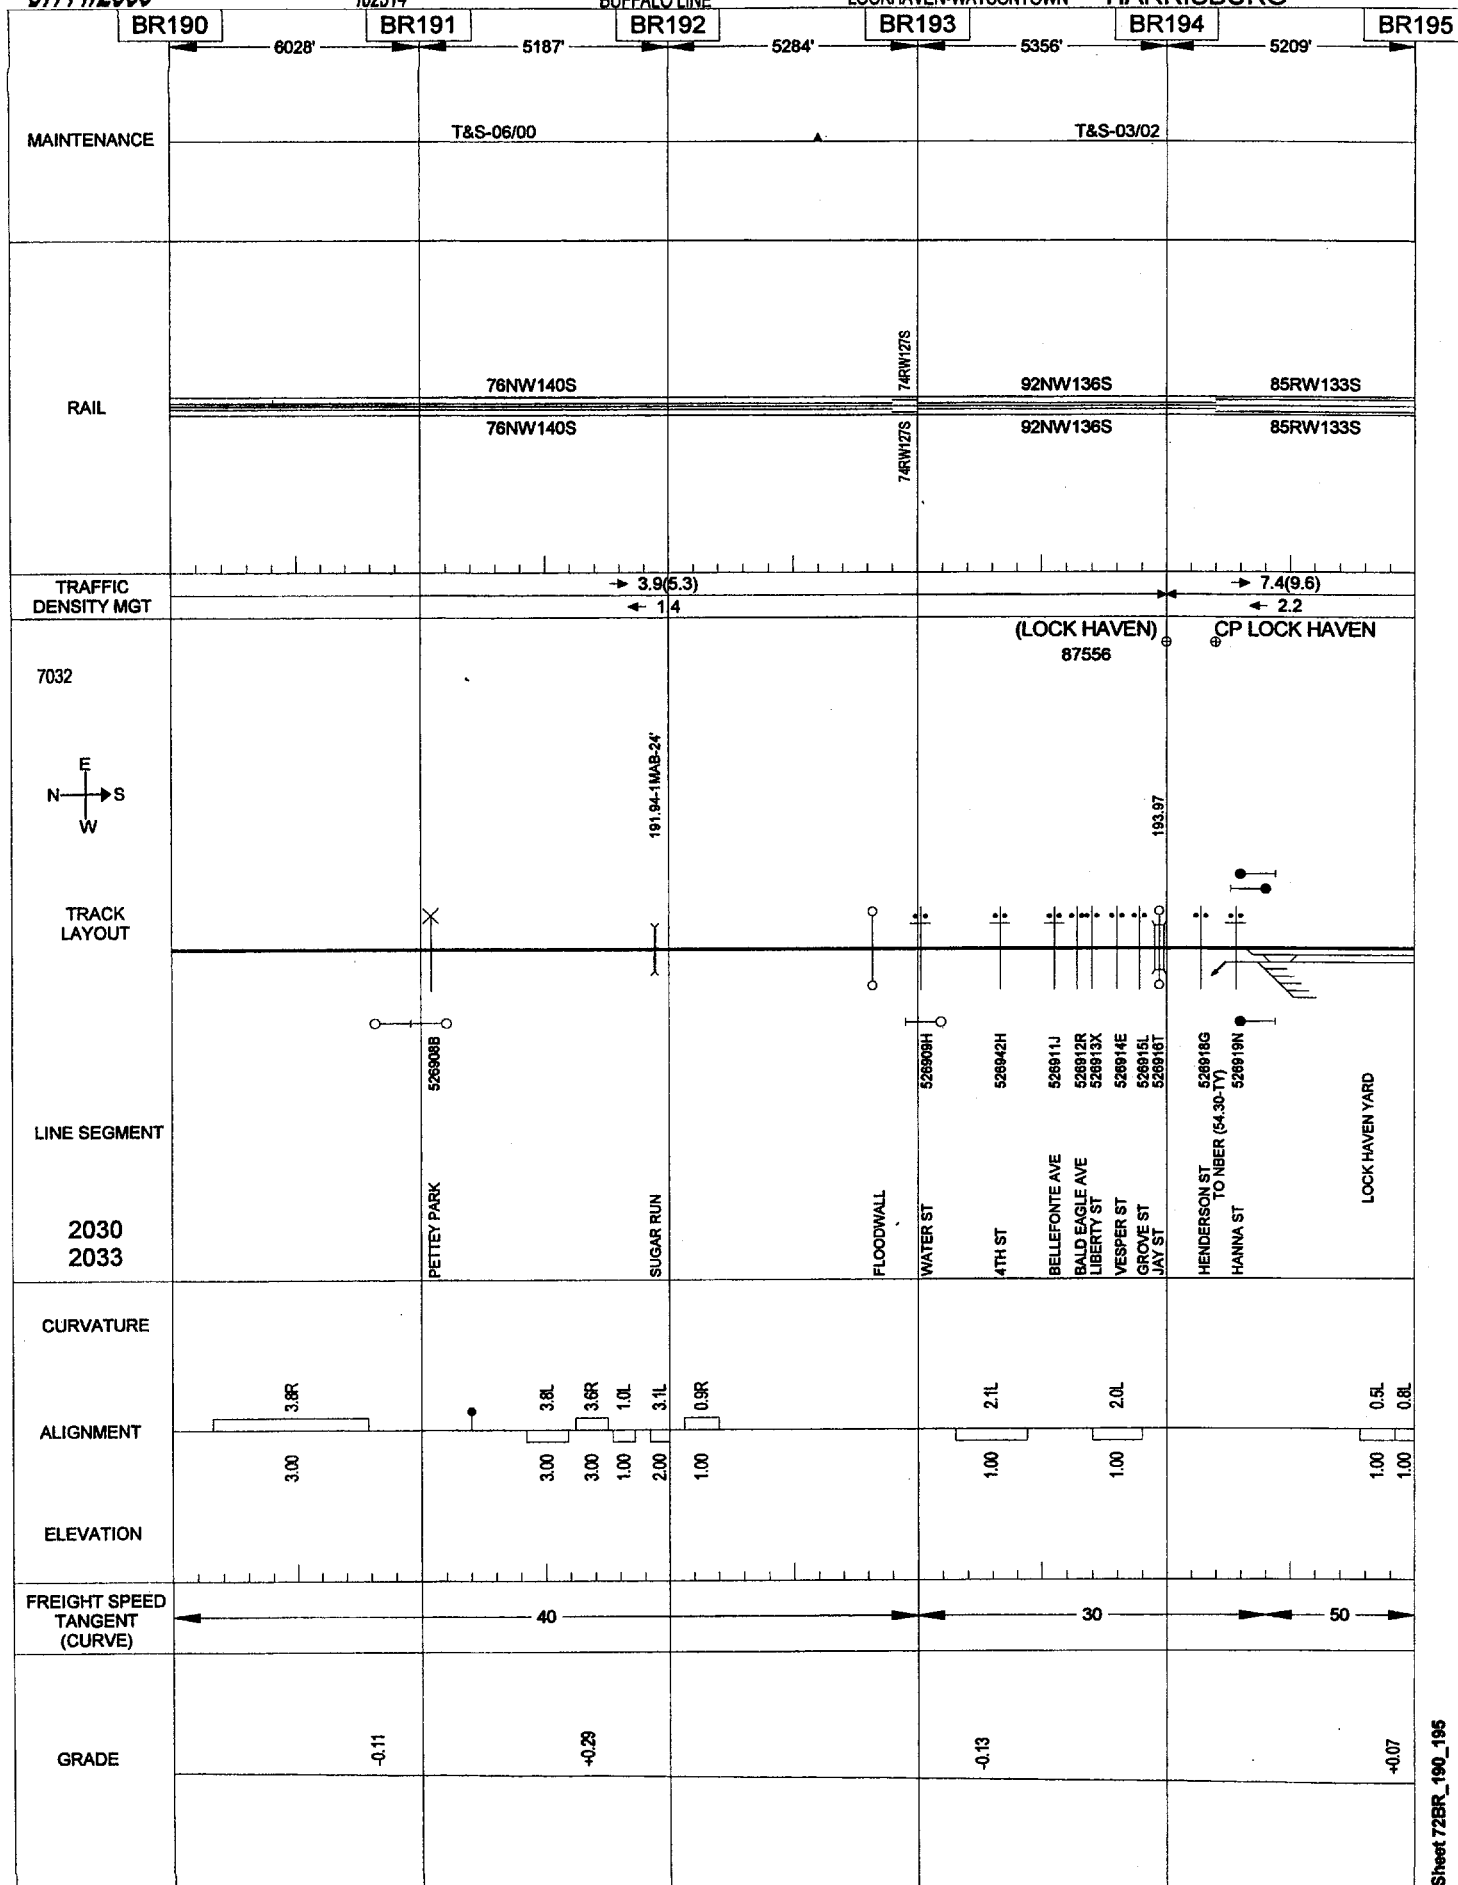 BUFFALO LINE
HARRISBURG
BR190 BR191 BR192 BR193 BR194 BR195
6028' 5187' 5284' 5356' 5209'
MAINTENANCE
T&S-06/00 T&S-03/02
RAIL
76NW140S 74RW127S 92NW136S 85RW133S
76NW140S 74RW127S 92NW136S 85RW133S
TRAFFIC
DENSITY MGT
3.9(5.3) 7.4(9.6)
1.4 2.2
(LOCK HAVEN) CP LOCK HAVEN
87556
7032
E
N S
W
191.94-1MAB-24'
193.97
TRACK
LAYOUT
526908B
526909H
526942H
526911J
526912R
526913X
526914E
526915L
526916T
526918G
526919N
LINE SEGMENT
2030
2033
PETTEY PARK
SUGAR RUN
FLOODWALL
WATER ST
4TH ST
BELLEFONTE AVE
BALD EAGLE AVE
LIBERTY ST
VESPER ST
GROVE ST
JAY ST
HENDERSON ST
TO NBER (54.30-TY)
HANNA ST
LOCK HAVEN YARD
CURVATURE
3.8R 3.8L 3.6R 1.0L 3.1L 0.9R 2.1L 2.0L 0.5L 0.8L
ALIGNMENT
3.00 3.00 3.00 1.00 2.00 1.00 1.00 1.00 1.00 1.00
ELEVATION
FREIGHT SPEED
TANGENT
(CURVE)
40 30 50
GRADE
-0.11 +0.29 -0.13 +0.07
Sheet 72BR_190_195